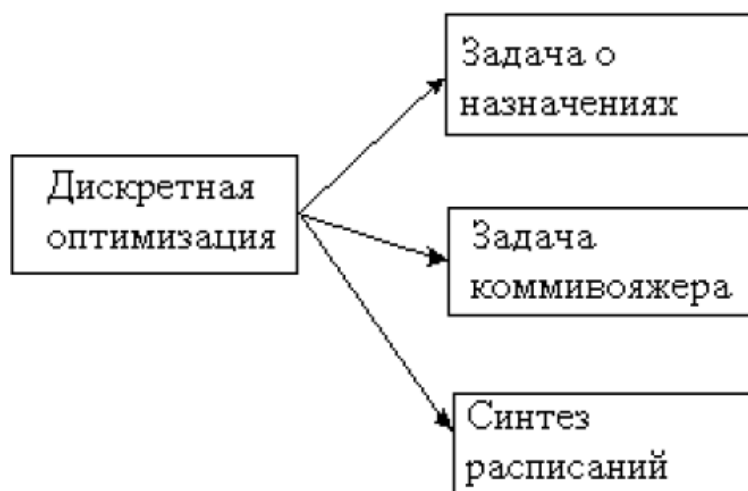 Задача о
назначениях
Дискретная
оптимизация
Задача
коммивояжера
Синтез
расписаний